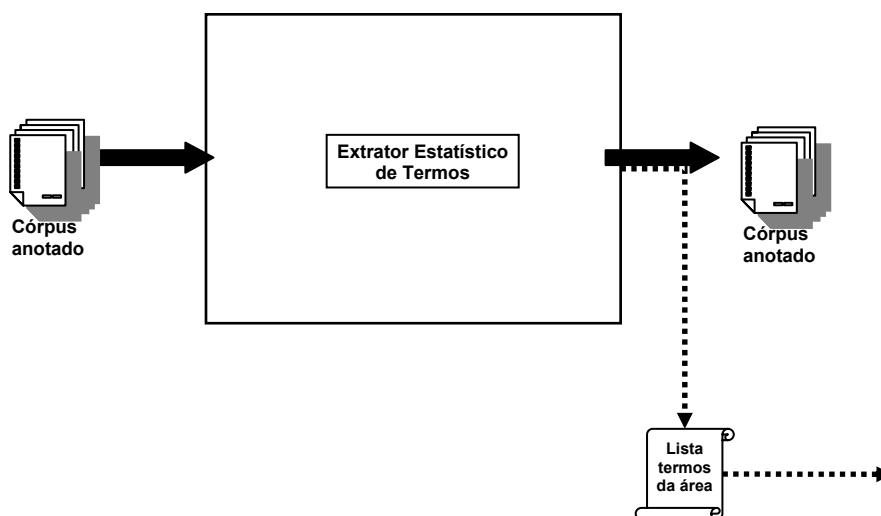 Extrator Estatístico
de Termos
Córpus
anotado
Córpus
anotado
Lista
termos
da área